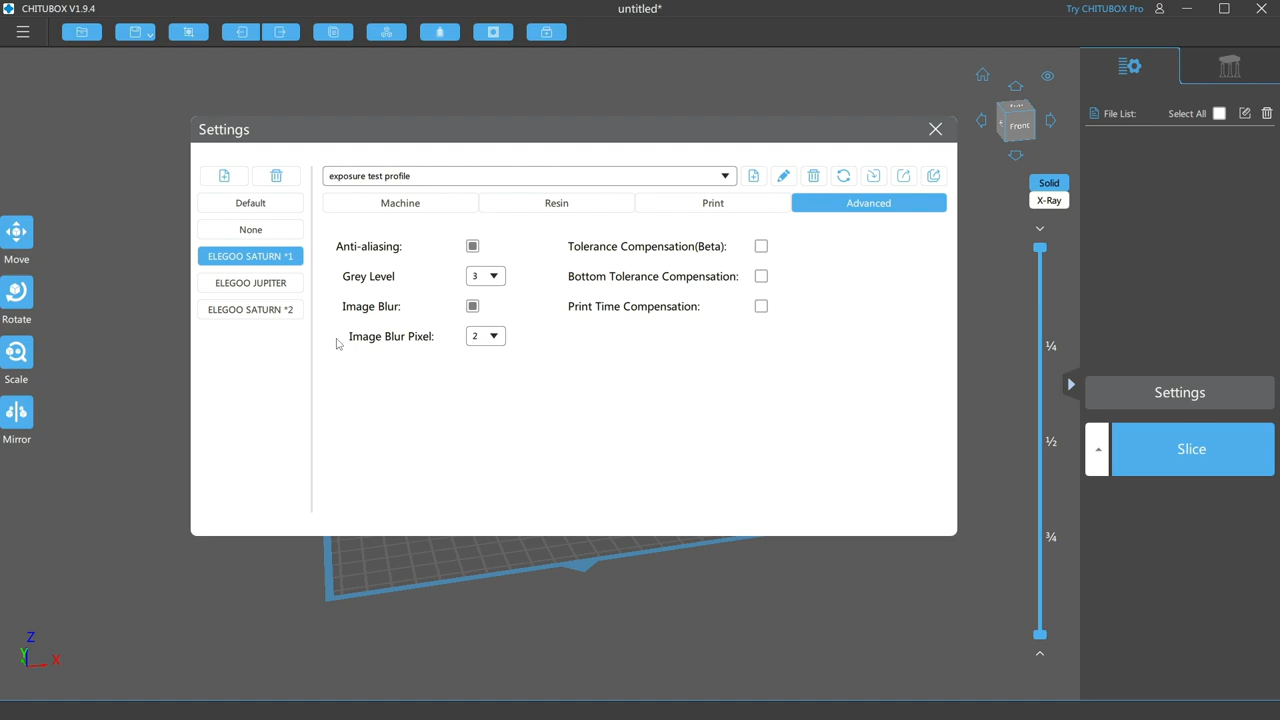 CHITUBOX V1.9.4
untitled*
Try CHITUBOX Pro
File List:
Select All
Front
Solid
X-Ray
Settings
exposure test profile
Default
None
ELEGOO SATURN *1
ELEGOO JUPITER
ELEGOO SATURN *2
Machine
Resin
Print
Advanced
Anti-aliasing:
Grey Level
3
Image Blur:
Image Blur Pixel:
2
Tolerance Compensation(Beta):
Bottom Tolerance Compensation:
Print Time Compensation:
Move
Rotate
Scale
Mirror
¼
½
¾
Settings
Slice
Z
Y
X